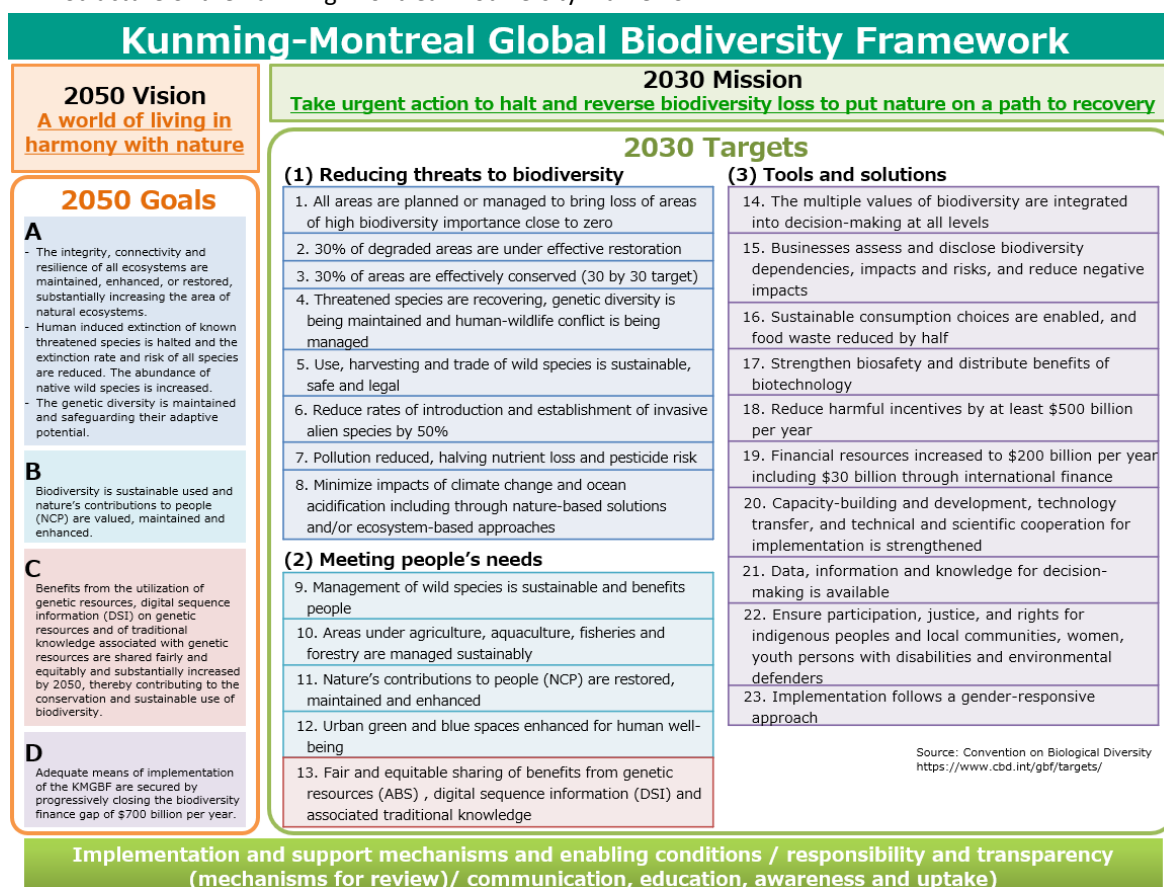 Kunming-Montreal Global Biodiversity Framework
2050 Vision
A world of living in
harmony with nature
2030 Mission
Take urgent action to halt and reverse biodiversity loss to put nature on a path to recovery
2050 Goals
A
- The integrity, connectivity and
resilience of all ecosystems are
maintained, enhanced, or restored,
substantially increasing the area of
natural ecosystems.
- Human induced extinction of known
threatened species is halted and the
extinction rate and risk of all species
are reduced. The abundance of
native wild species is increased.
- The genetic diversity is maintained
and safeguarding their adaptive
potential.
B
Biodiversity is sustainable used and
nature's contributions to people
(NCP) are valued, maintained and
enhanced.
C
Benefits from the utilization of
genetic resources, digital sequence
information (DSI) on genetic
resources and of traditional
knowledge associated with genetic
resources are shared fairly and
equitably and substantially increased
by 2050, thereby contributing to the
conservation and sustainable use of
biodiversity.
D
Adequate means of implementation
of the KMGBF are secured by
progressively closing the biodiversity
finance gap of $700 billion per year.
2030 Targets
(1) Reducing threats to biodiversity
1. All areas are planned or managed to bring loss of areas
of high biodiversity importance close to zero
2. 30% of degraded areas are under effective restoration
3. 30% of areas are effectively conserved (30 by 30 target)
4. Threatened species are recovering, genetic diversity is
being maintained and human-wildlife conflict is being
managed
5. Use, harvesting and trade of wild species is sustainable,
safe and legal
6. Reduce rates of introduction and establishment of invasive
alien species by 50%
7. Pollution reduced, halving nutrient loss and pesticide risk
8. Minimize impacts of climate change and ocean
acidification including through nature-based solutions
and/or ecosystem-based approaches
(2) Meeting people's needs
9. Management of wild species is sustainable and benefits
people
10. Areas under agriculture, aquaculture, fisheries and
forestry are managed sustainably
11. Nature's contributions to people (NCP) are restored,
maintained and enhanced
12. Urban green and blue spaces enhanced for human well-
being
13. Fair and equitable sharing of benefits from genetic
resources (ABS) , digital sequence information (DSI) and
associated traditional knowledge
(3) Tools and solutions
14. The multiple values of biodiversity are integrated
into decision-making at all levels
15. Businesses assess and disclose biodiversity
dependencies, impacts and risks, and reduce negative
impacts
16. Sustainable consumption choices are enabled, and
food waste reduced by half
17. Strengthen biosafety and distribute benefits of
biotechnology
18. Reduce harmful incentives by at least $500 billion
per year
19. Financial resources increased to $200 billion per year
including $30 billion through international finance
20. Capacity-building and development, technology
transfer, and technical and scientific cooperation for
implementation is strengthened
21. Data, information and knowledge for decision-
making is available
22. Ensure participation, justice, and rights for
indigenous peoples and local communities, women,
youth persons with disabilities and environmental
defenders
23. Implementation follows a gender-responsive
approach
Source: Convention on Biological Diversity
https://www.cbd.int/gbf/targets/
Implementation and support mechanisms and enabling conditions / responsibility and transparency
(mechanisms for review)/ communication, education, awareness and uptake)